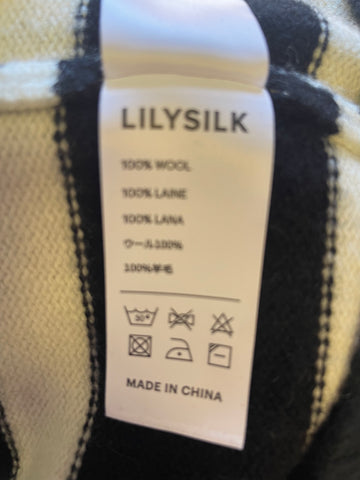 LILYSILK
100% WOOL
100% LAINE
100% LANA
ウール100%
100%羊毛
30
MADE IN CHINA